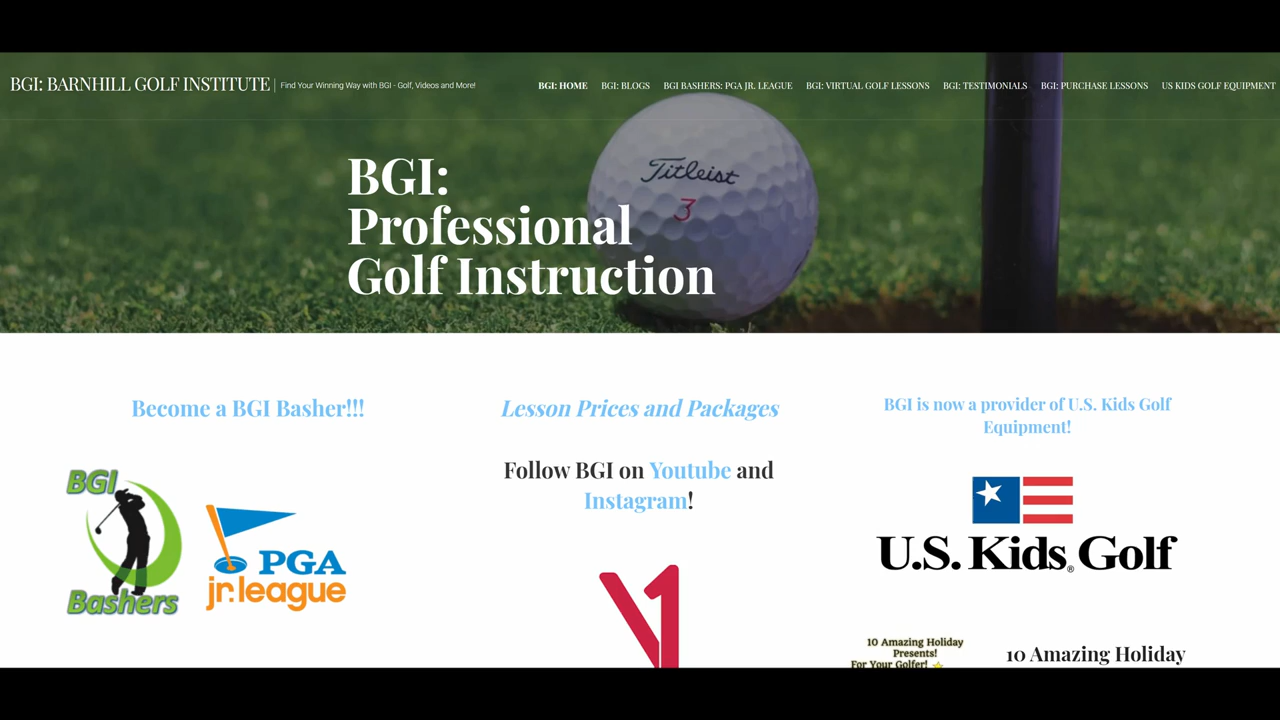 BGI: BARNHILL GOLF INSTITUTE | Find Your Winning Way with BGI - Golf, Videos and More!
BGI: HOME BGI: BLOGS BGI BASHERS: PGA JR. LEAGUE BGI: VIRTUAL GOLF LESSONS BGI: TESTIMONIALS BGI: PURCHASE LESSONS US KIDS GOLF EQUIPMENT
Titleist
3
BGI:
Professional
Golf Instruction
Become a BGI Basher!!!
BGI
Bashers
PGA
jr. league
Lesson Prices and Packages
Follow BGI on Youtube and
Instagram!
V1
BGI is now a provider of U.S. Kids Golf
Equipment!
U.S. Kids® Golf
10 Amazing Holiday
Presents!
For Your Golfer!
10 Amazing Holiday